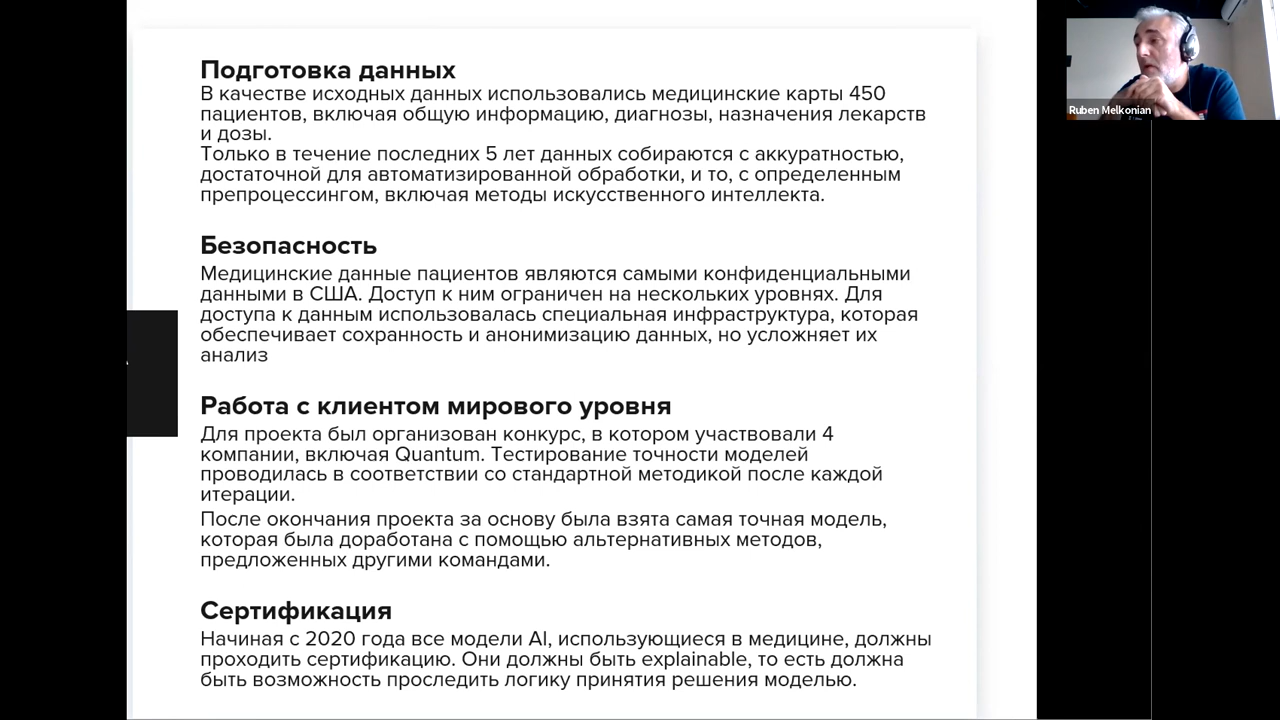 Подготовка данных
В качестве исходных данных использовались медицинские карты 450
пациентов, включая общую информацию, диагнозы, назначения лекарств
и дозы.
Только в течение последних 5 лет данных собираются с аккуратностью,
достаточной для автоматизированной обработки, и то, с определенным
препроцессингом, включая методы искусственного интеллекта.
Безопасность
Медицинские данные пациентов являются самыми конфиденциальными
данными в США. Доступ к ним ограничен на нескольких уровнях. Для
доступа к данным использовалась специальная инфраструктура, которая
обеспечивает сохранность и анонимизацию данных, но усложняет их
анализ
Работа с клиентом мирового уровня
Для проекта был организован конкурс, в котором участвовали 4
компании, включая Quantum. Тестирование точности моделей
проводилась в соответствии со стандартной методикой после каждой
итерации.
После окончания проекта за основу была взята самая точная модель,
которая была доработана с помощью альтернативных методов,
предложенных другими командами.
Сертификация
Начиная с 2020 года все модели AI, использующиеся в медицине, должны
проходить сертификацию. Они должны быть explainable, то есть должна
быть возможность проследить логику принятия решения моделью.
Ruben Melkonian